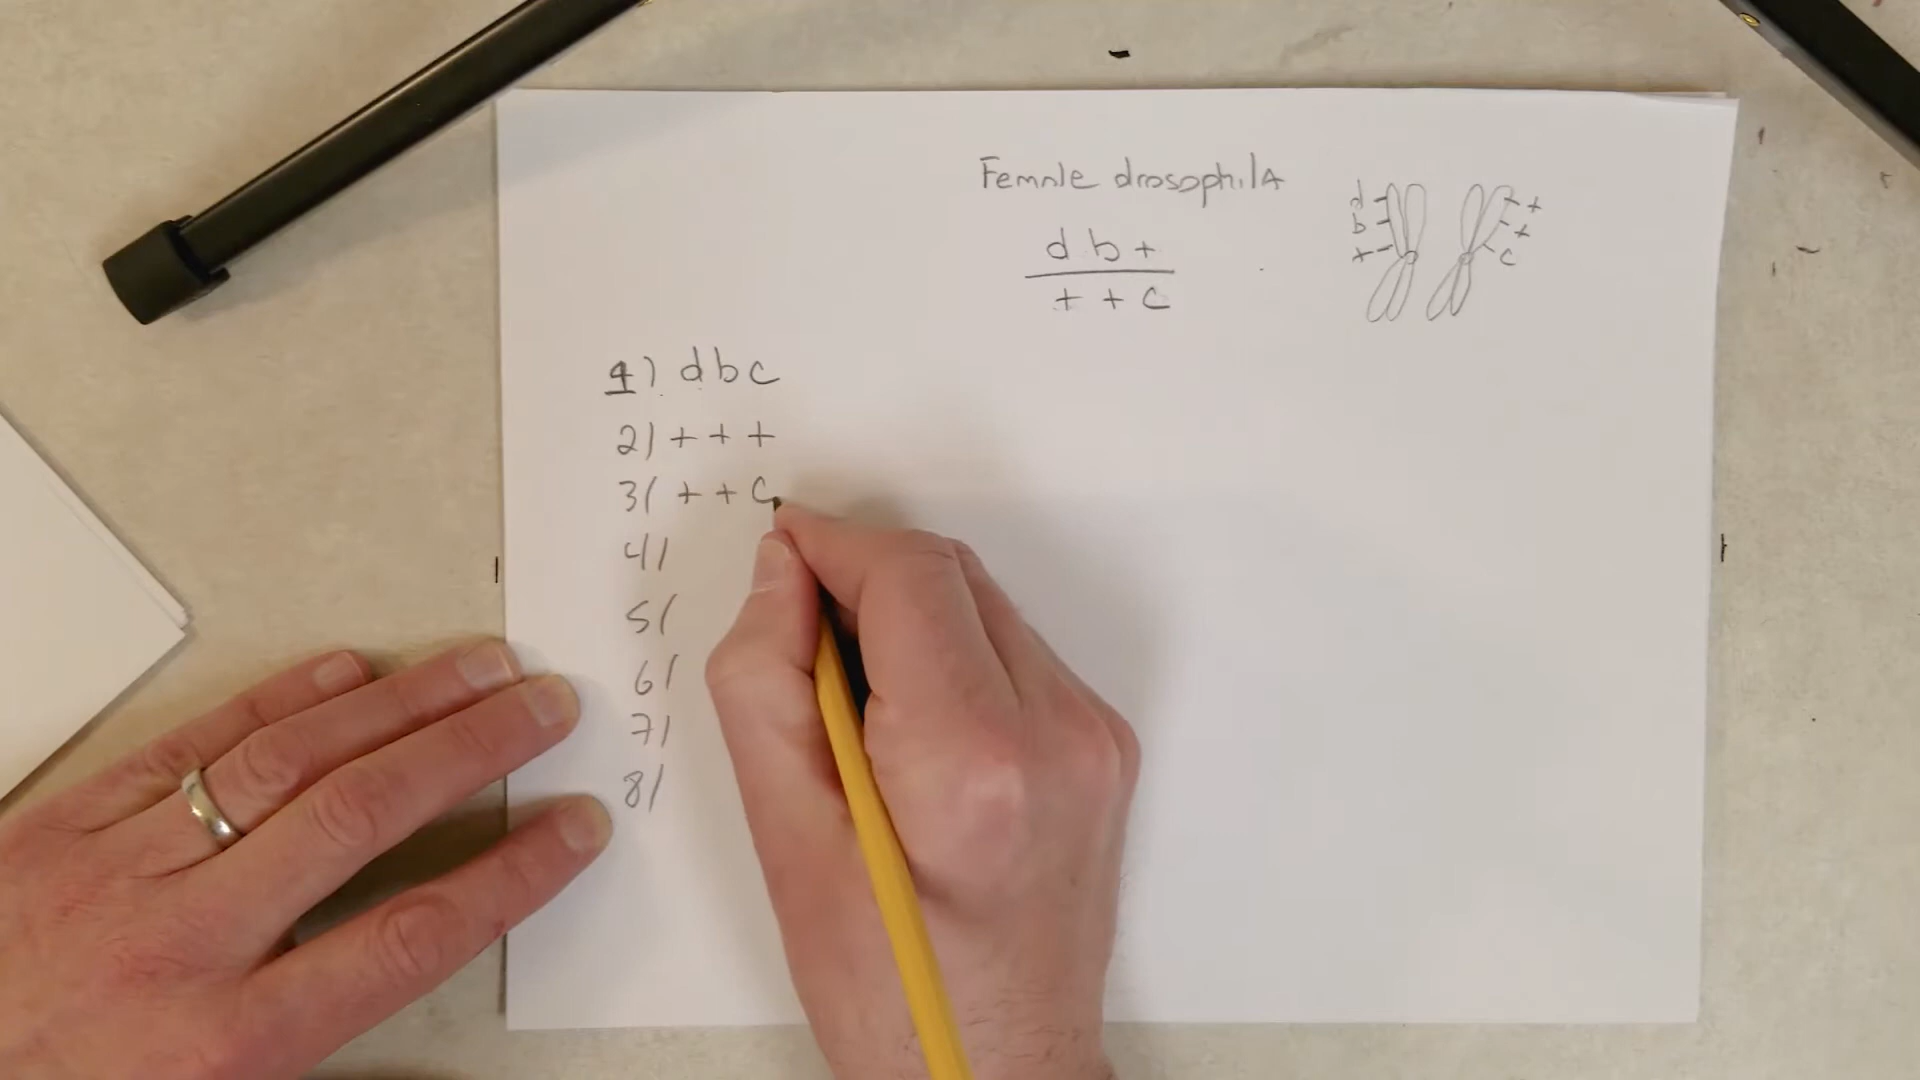 Female drosophila
d b +
+ + c
d
b
+
+
+
c
1) d b c
2) + + +
3) + + c
4)
5)
6)
7)
8)